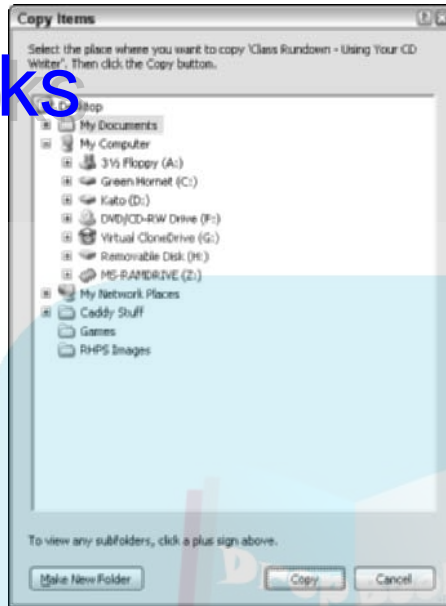 Copy Items
Select the place where you want to copy 'Class Rundown - Using Your CD
Writer'. Then click the Copy button.
ks
Desktop
My Documents
My Computer
3½ Floppy (A:)
Green Hornet (C:)
Kato (D:)
DVD/CD-RW Drive (F:)
Virtual CloneDrive (G:)
Removable Disk (H:)
MS-RAMDRIVE (Z:)
My Network Places
Caddy Stuff
Games
RHPS Images
To view any subfolders, click a plus sign above.
Make New Folder
Copy
Cancel